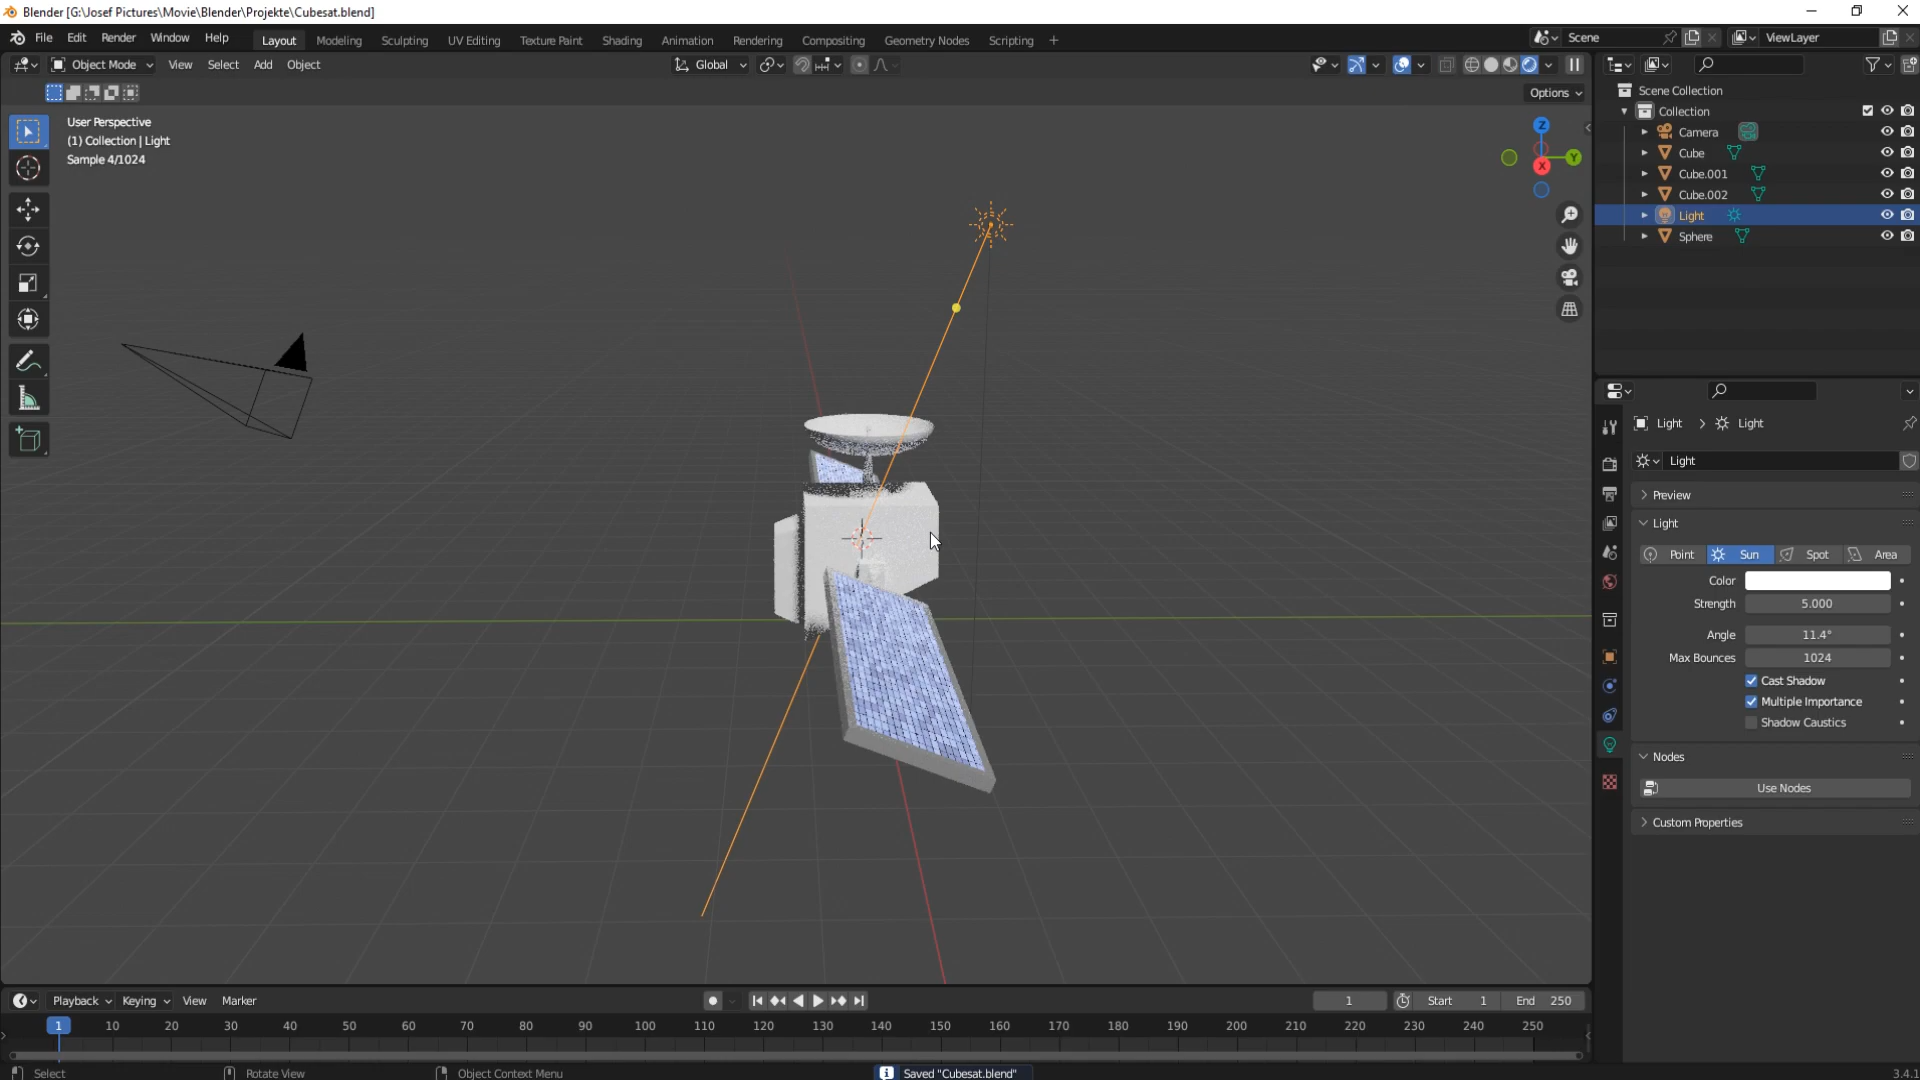 Blender [G:\Josef Pictures\Movie\Blender\Projekte\Cubesat.blend]
File Edit Render Window Help Layout Modeling Sculpting UV Editing Texture Paint Shading Animation Rendering Compositing Geometry Nodes Scripting + Scene ViewLayer
Object Mode View Select Add Object Global
Options
User Perspective
(1) Collection | Light
Sample 4/1024
Z
Y
X
Scene Collection
Collection
Camera
Cube
Cube.001
Cube.002
Light
Sphere
Light > Light
Light
Preview
Light
Point Sun Spot Area
Color
Strength 5.000
Angle 11.4°
Max Bounces 1024
Cast Shadow
Multiple Importance
Shadow Caustics
Nodes
Use Nodes
Custom Properties
Playback Keying View Marker 1 Start 1 End 250
1 10 20 30 40 50 60 70 80 90 100 110 120 130 140 150 160 170 180 190 200 210 220 230 240 250
Select Rotate View Object Context Menu Saved "Cubesat.blend" 3.4.1